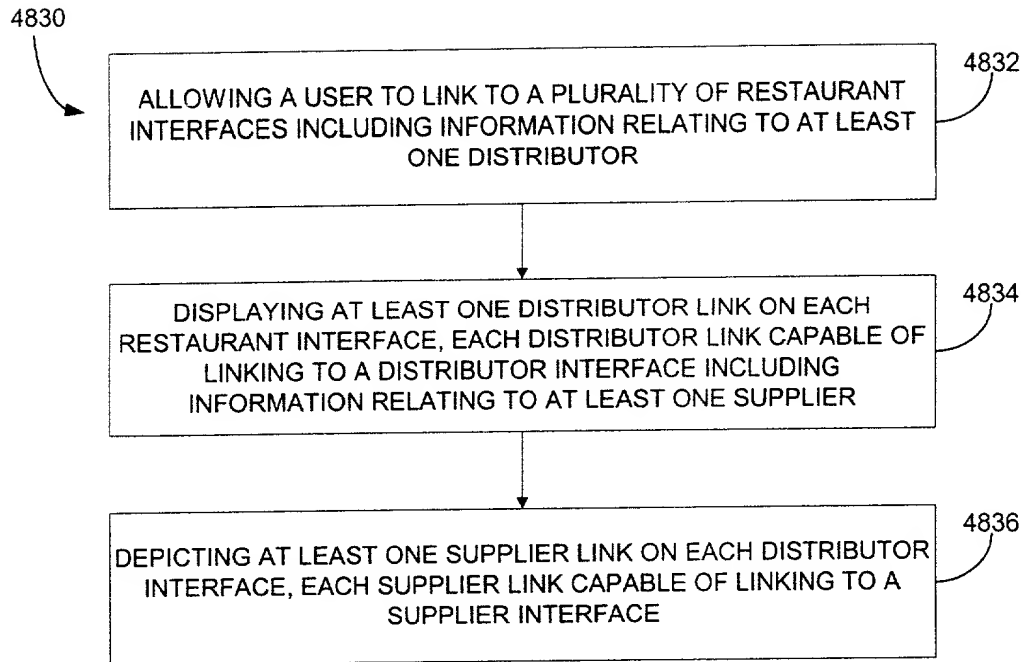 4830
4832
ALLOWING A USER TO LINK TO A PLURALITY OF RESTAURANT
INTERFACES INCLUDING INFORMATION RELATING TO AT LEAST
ONE DISTRIBUTOR
4834
DISPLAYING AT LEAST ONE DISTRIBUTOR LINK ON EACH
RESTAURANT INTERFACE, EACH DISTRIBUTOR LINK CAPABLE OF
LINKING TO A DISTRIBUTOR INTERFACE INCLUDING
INFORMATION RELATING TO AT LEAST ONE SUPPLIER
4836
DEPICTING AT LEAST ONE SUPPLIER LINK ON EACH DISTRIBUTOR
INTERFACE, EACH SUPPLIER LINK CAPABLE OF LINKING TO A
SUPPLIER INTERFACE